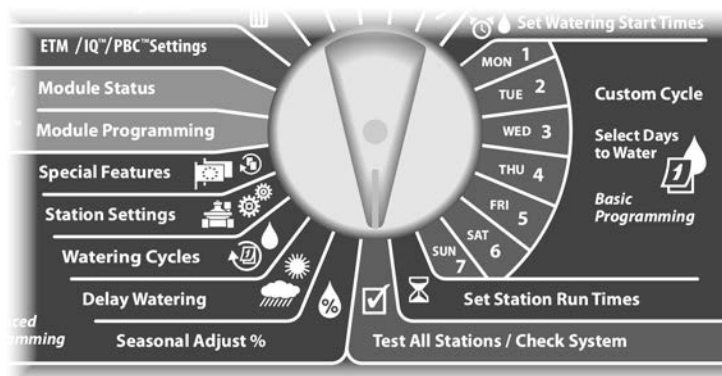 Set Watering Start Times
ETM / IQ™/PBC™Settings
Module Status
Module Programming
Special Features
Station Settings
Watering Cycles
Delay Watering
Seasonal Adjust %
MON 1
TUE 2
WED 3
THU 4
FRI 5
SAT 6
SUN 7
Custom Cycle
Select Days
to Water
1
Basic
Programming
Set Station Run Times
Test All Stations / Check System
%
1